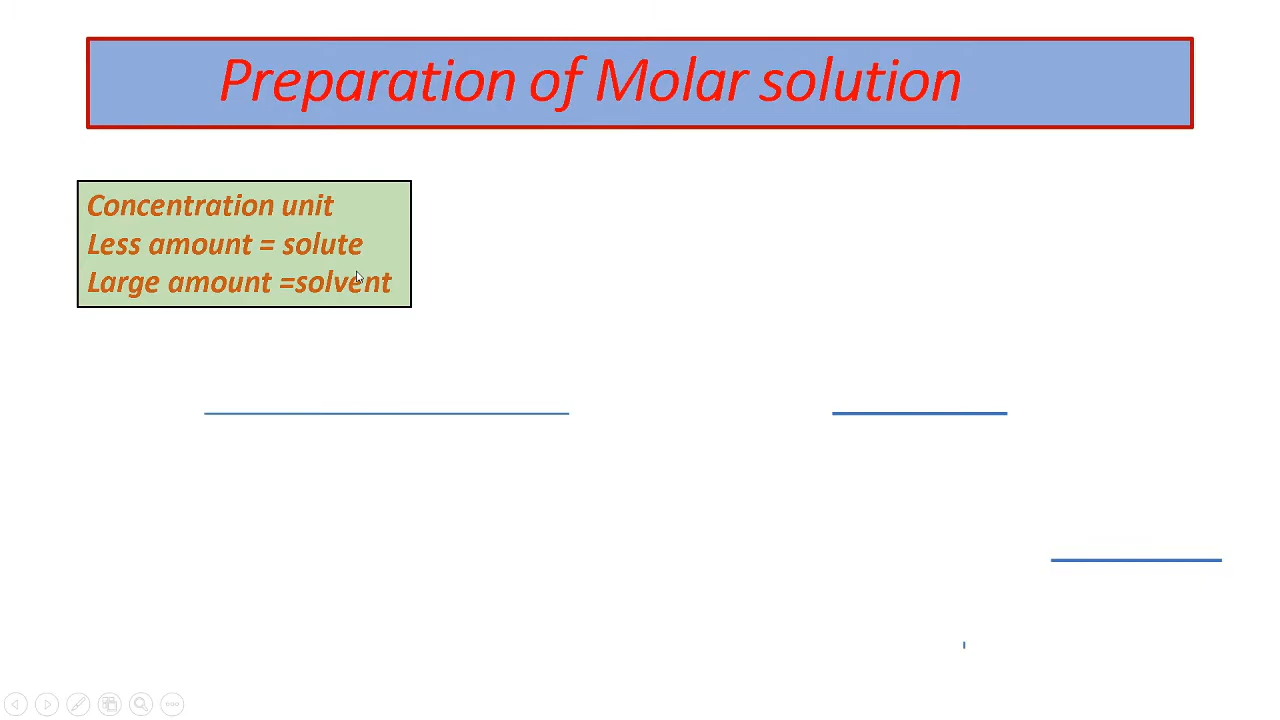 Preparation of Molar solution
Concentration unit
Less amount = solute
Large amount =solvent